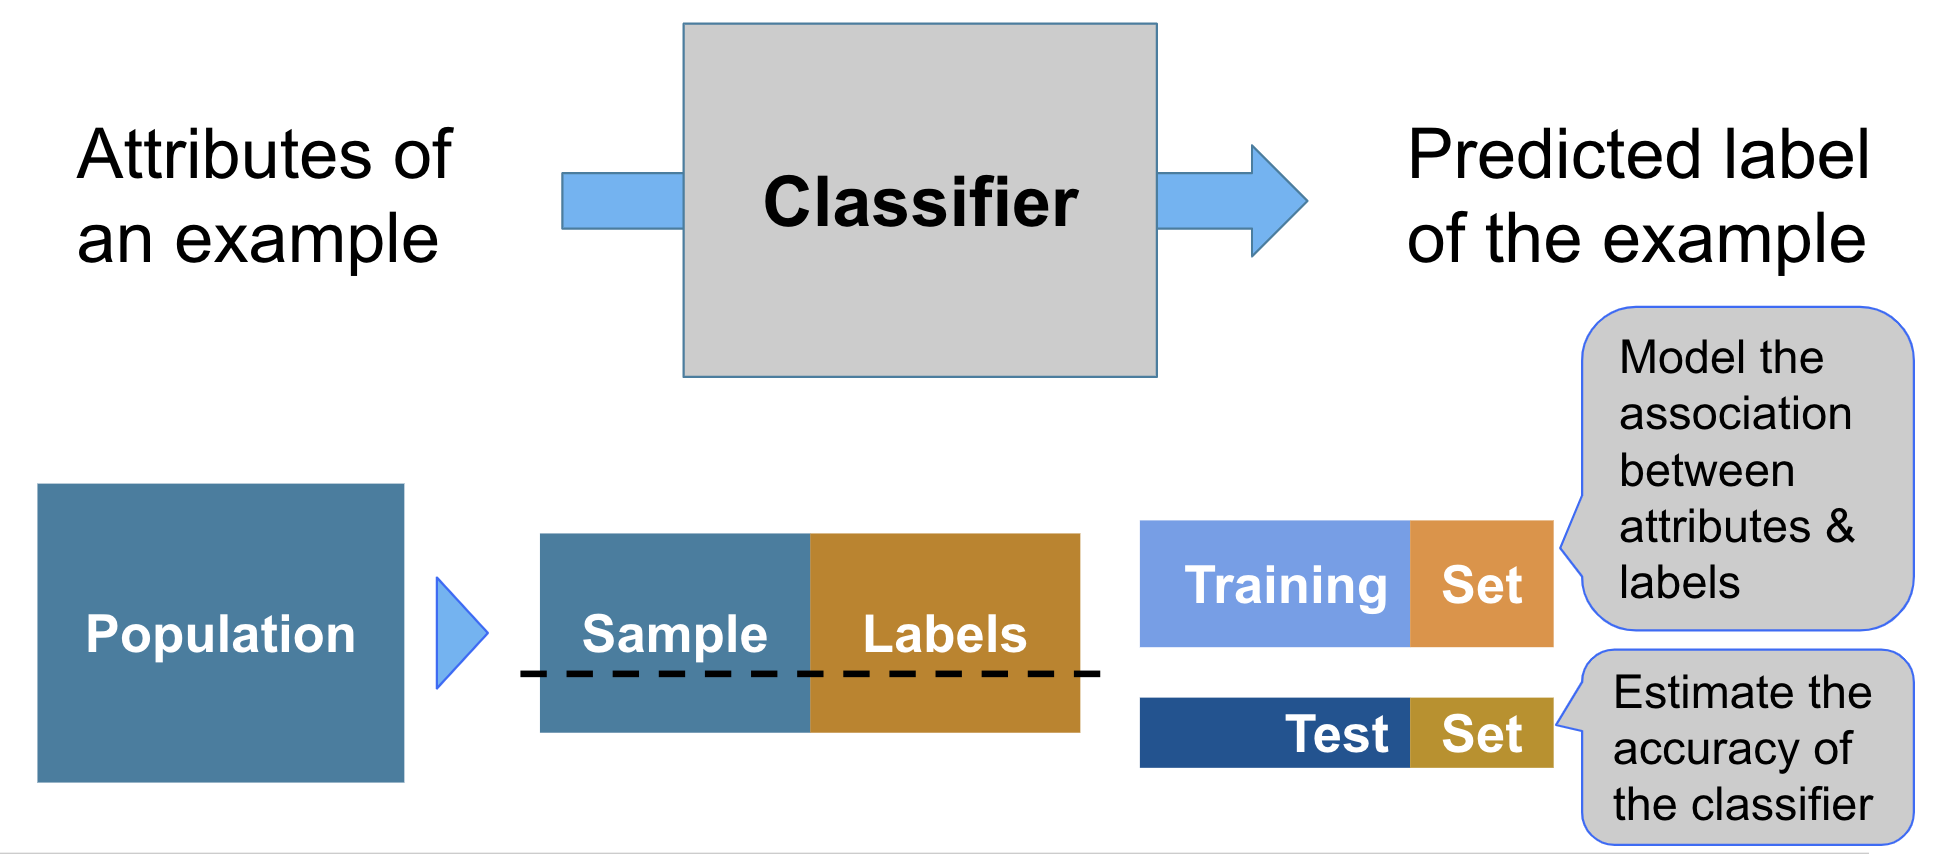 Attributes of
an example
Classifier
Predicted label
of the example
Population
Sample
Labels
Training Set
Test Set
Model the
association
between
attributes &
labels
Estimate the
accuracy of
the classifier